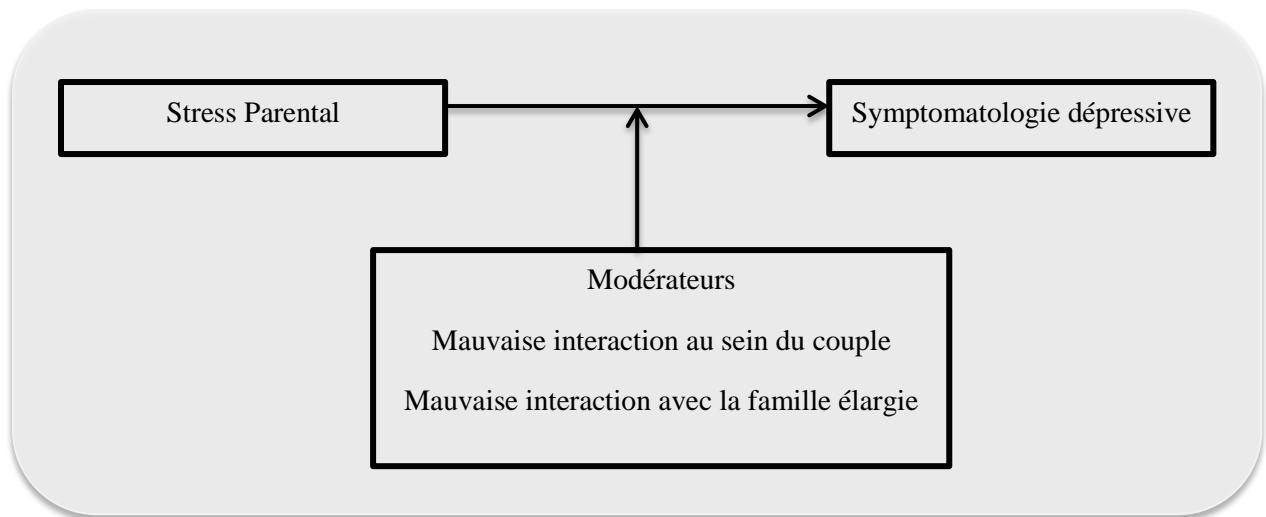 Stress Parental
Symptomatologie dépressive
Modérateurs
Mauvaise interaction au sein du couple
Mauvaise interaction avec la famille élargie